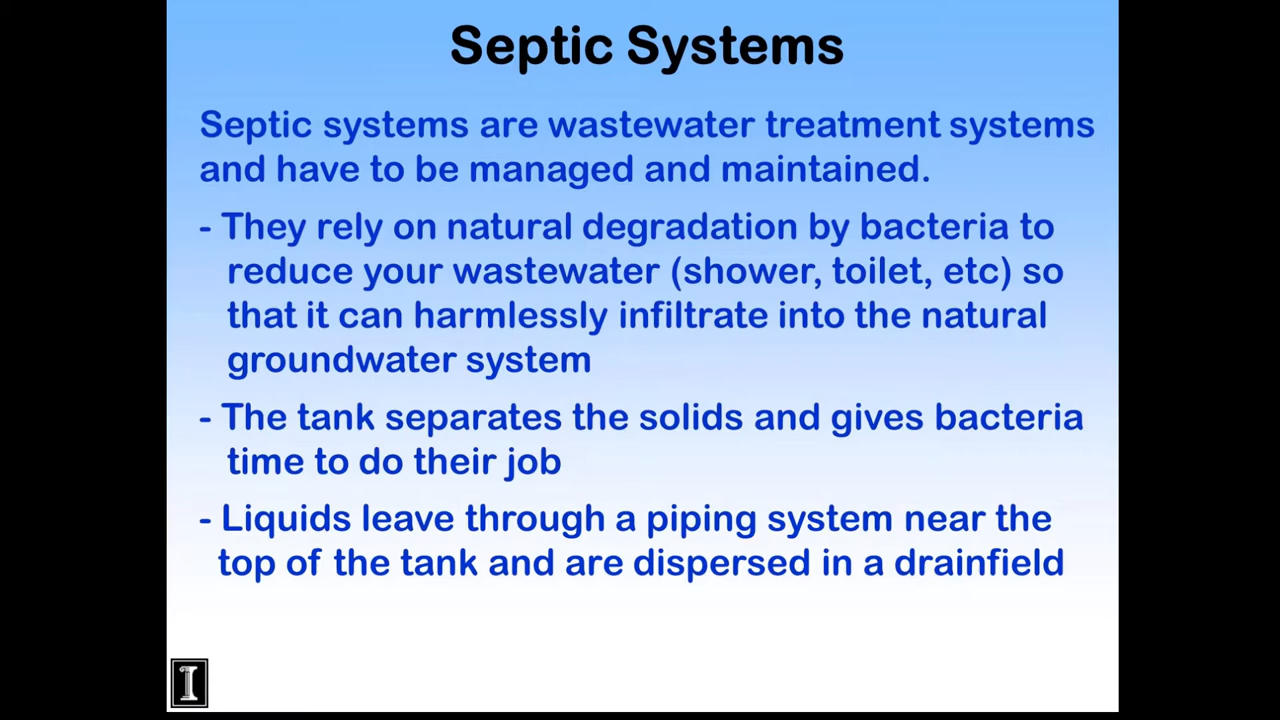 Septic Systems
Septic systems are wastewater treatment systems
and have to be managed and maintained.
- They rely on natural degradation by bacteria to
reduce your wastewater (shower, toilet, etc) so
that it can harmlessly infiltrate into the natural
groundwater system
- The tank separates the solids and gives bacteria
time to do their job
- Liquids leave through a piping system near the
top of the tank and are dispersed in a drainfield
I